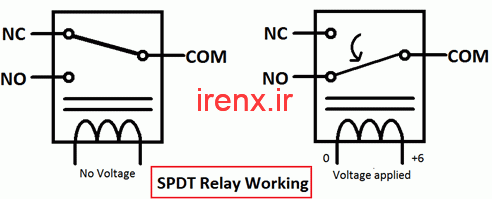 NC
COM
NO
No Voltage
NC
COM
NO
0
+6
Voltage applied
irenx.ir
SPDT Relay Working